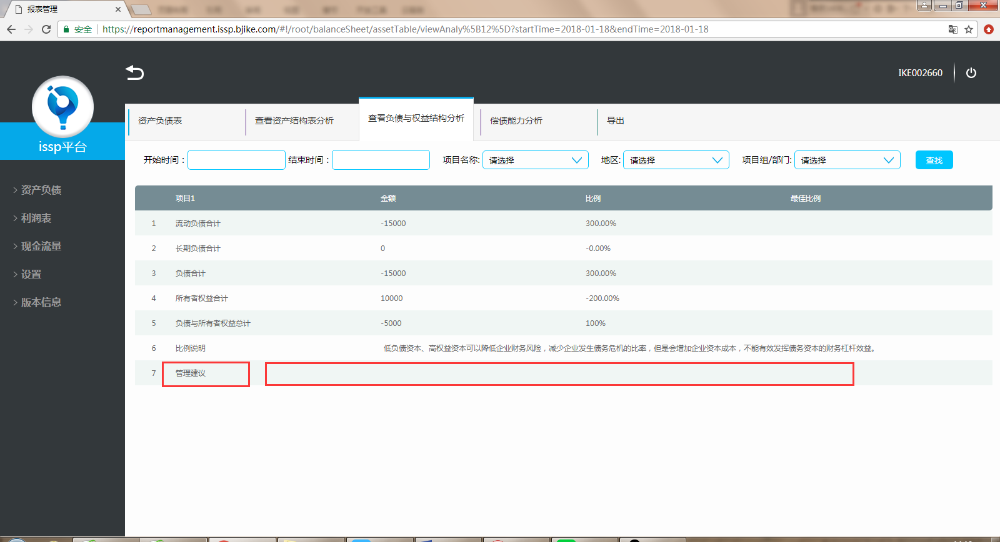 报表管理
安全 https://reportmanagement.issp.bjike.com/#!/root/balanceSheet/assetTable/viewAnaly%5B12%5D?startTime=2018-01-18&endTime=2018-01-18
IKE002660
issp平台
资产负债
利润表
现金流量
设置
版本信息
资产负债表 查看资产结构表分析 查看负债与权益结构分析 偿债能力分析 导出
开始时间： 结束时间： 项目名称: 请选择 地区: 请选择 项目组/部门: 请选择 查找
项目1 金额 比例 最佳比例
1 流动负债合计 -15000 300.00%
2 长期负债合计 0 -0.00%
3 负债合计 -15000 300.00%
4 所有者权益合计 10000 -200.00%
5 负债与所有者权益总计 -5000 100%
6 比例说明 低负债资本、高权益资本可以降低企业财务风险，减少企业发生债务危机的比率，但是会增加企业资本成本，不能有效发挥债务资本的财务杠杆效益。
7 管理建议